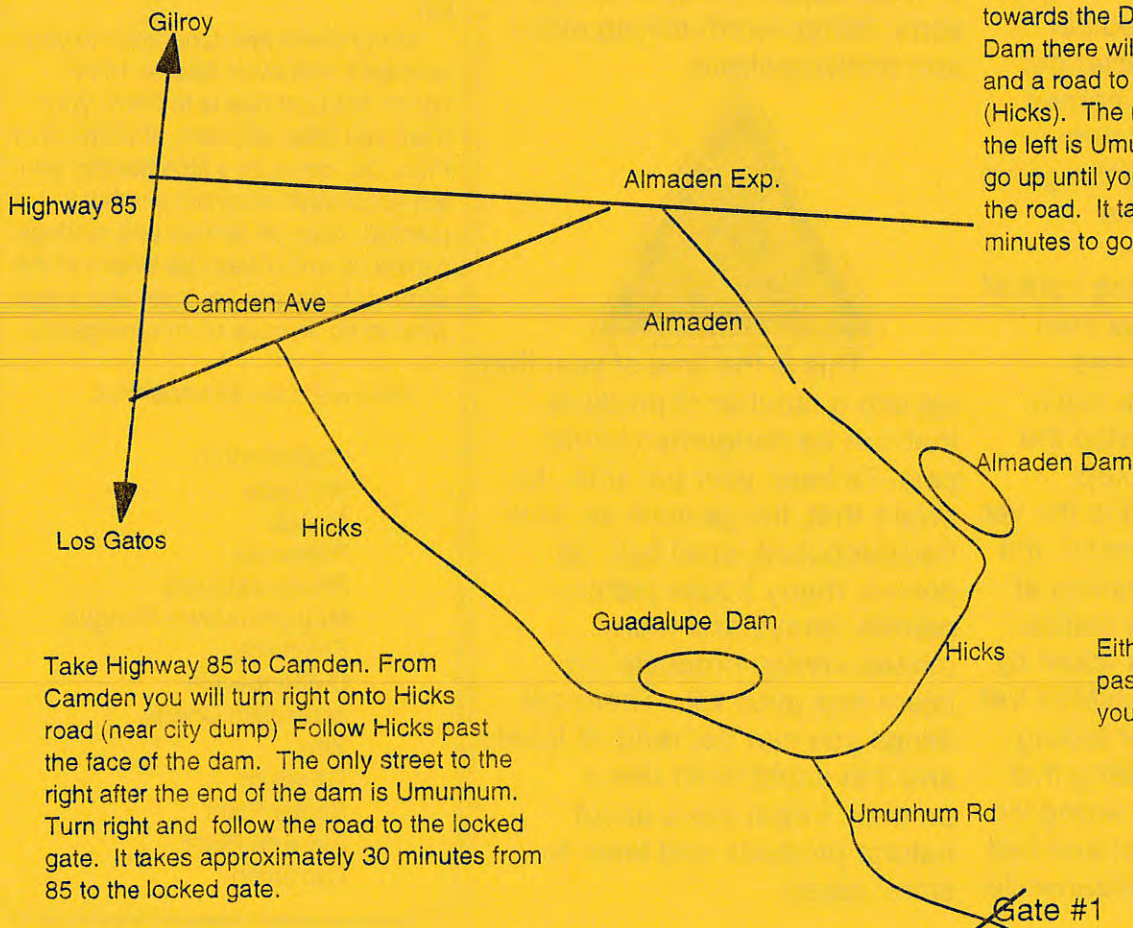 Gilroy
Highway 85
Almaden Exp.
Camden Ave
Almaden
Almaden Dam
Los Gatos
Hicks
Guadalupe Dam
Hicks
Umunhum Rd
Gate #1
Take Highway 85 to Camden. From
Camden you will turn right onto Hicks
road (near city dump) Follow Hicks past
the face of the dam. The only street to the
right after the end of the dam is Umunhum.
Turn right and follow the road to the locked
gate. It takes approximately 30 minutes from
85 to the locked gate.
towards the D
Dam there wil
and a road to
(Hicks). The
the left is Umu
go up until yo
the road. It ta
minutes to go
Eith
pas
you